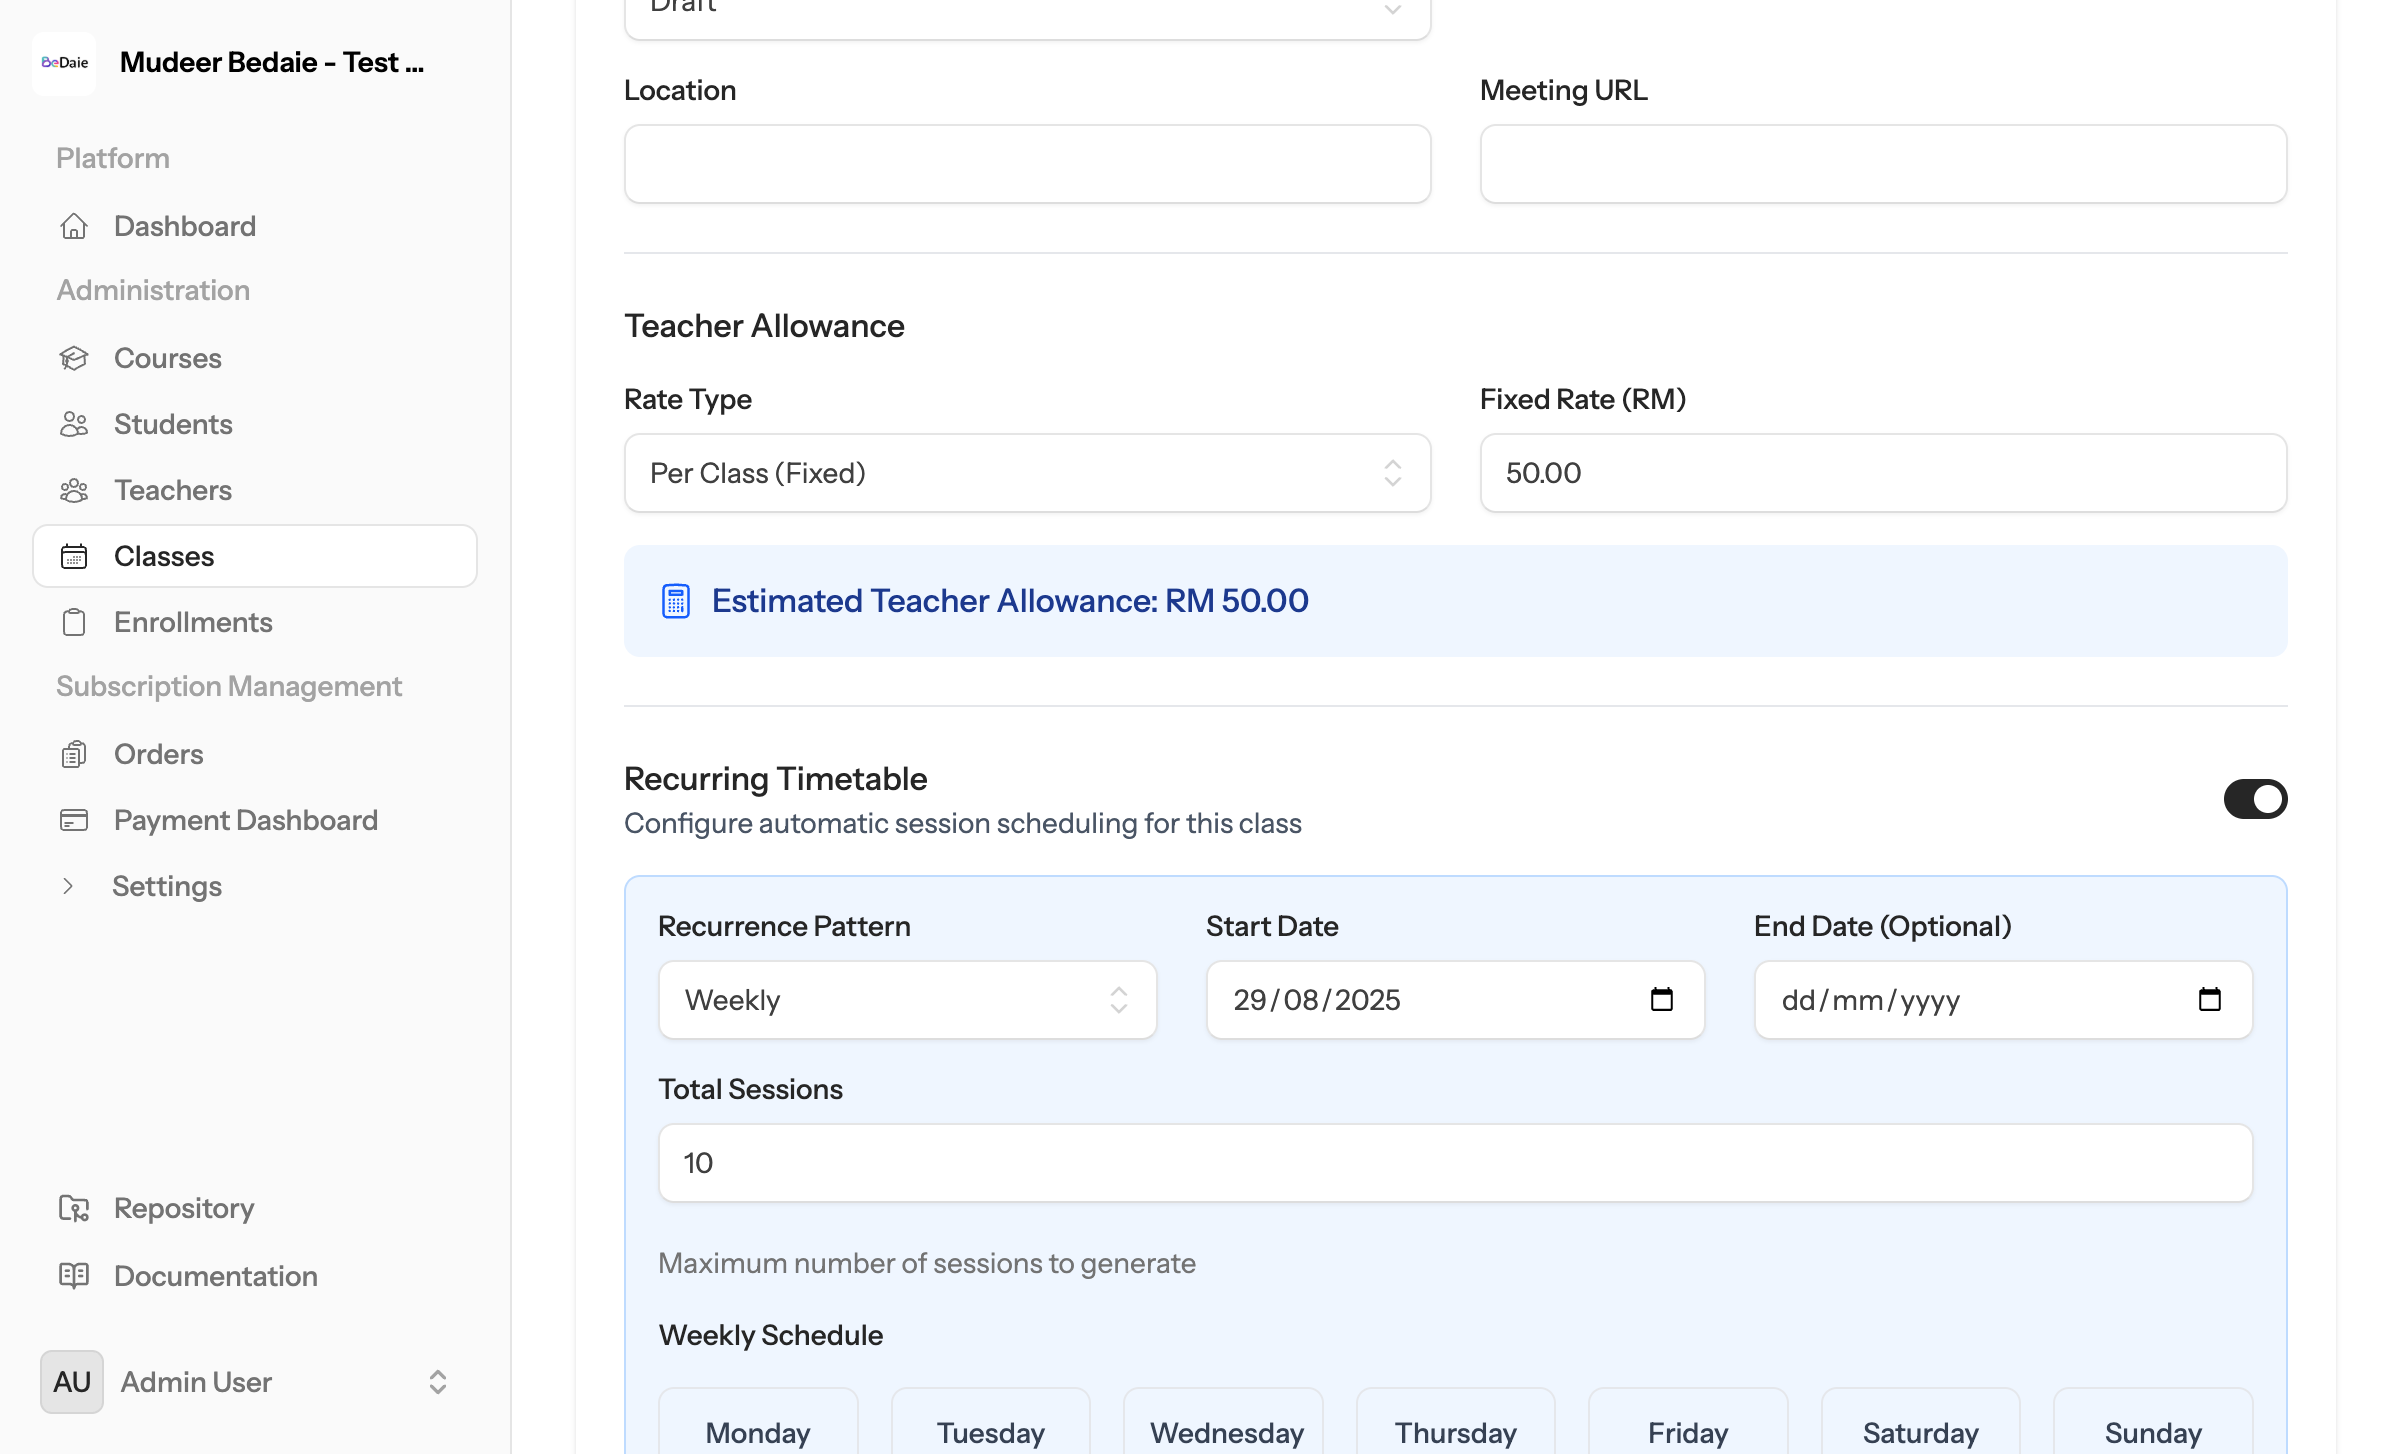 BeDaie
Mudeer Bedaie - Test ...
Platform
Dashboard
Administration
Courses
Students
Teachers
Classes
Enrollments
Subscription Management
Orders
Payment Dashboard
Settings
Repository
Documentation
AU Admin User
Draft
Location
Meeting URL
Teacher Allowance
Rate Type
Fixed Rate (RM)
Per Class (Fixed)
50.00
Estimated Teacher Allowance: RM 50.00
Recurring Timetable
Configure automatic session scheduling for this class
Recurrence Pattern
Start Date
End Date (Optional)
Weekly
29/08/2025
dd/mm/yyyy
Total Sessions
10
Maximum number of sessions to generate
Weekly Schedule
Monday
Tuesday
Wednesday
Thursday
Friday
Saturday
Sunday